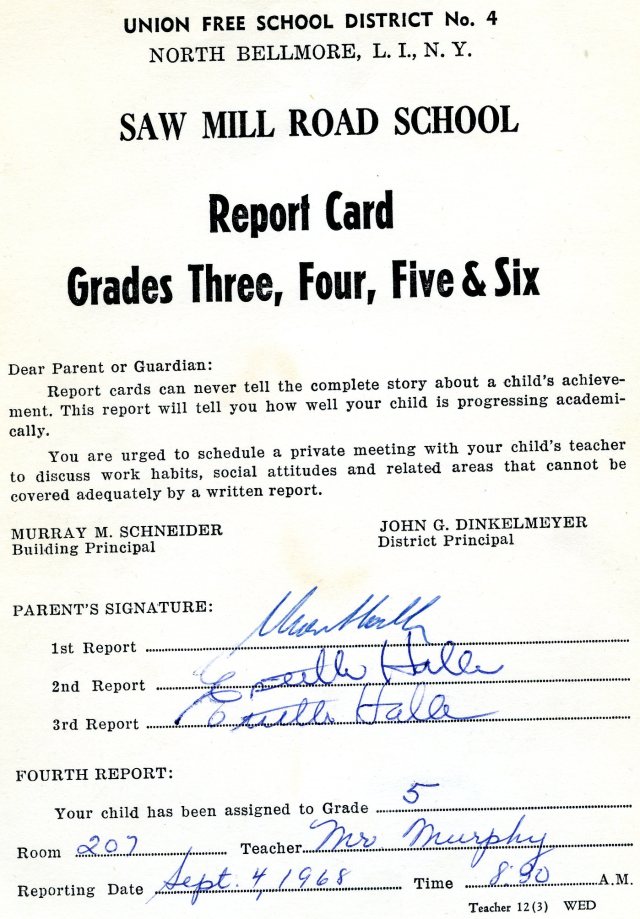 UNION FREE SCHOOL DISTRICT No. 4
NORTH BELLMORE, L. I., N. Y.
SAW MILL ROAD SCHOOL
Report Card
Grades Three, Four, Five & Six
Dear Parent or Guardian:
Report cards can never tell the complete story about a child's achieve-
ment. This report will tell you how well your child is progressing academi-
cally.
You are urged to schedule a private meeting with your child's teacher
to discuss work habits, social attitudes and related areas that cannot be
covered adequately by a written report.
MURRAY M. SCHNEIDER JOHN G. DINKELMEYER
Building Principal District Principal
PARENT'S SIGNATURE:
1st Report
2nd Report Halle
3rd Report Halle
FOURTH REPORT:
Your child has been assigned to Grade 5
Room 207 Teacher Mr Murphy
Reporting Date Sept. 4, 1968 Time 8:30 A.M.
Teacher 12(3) WED